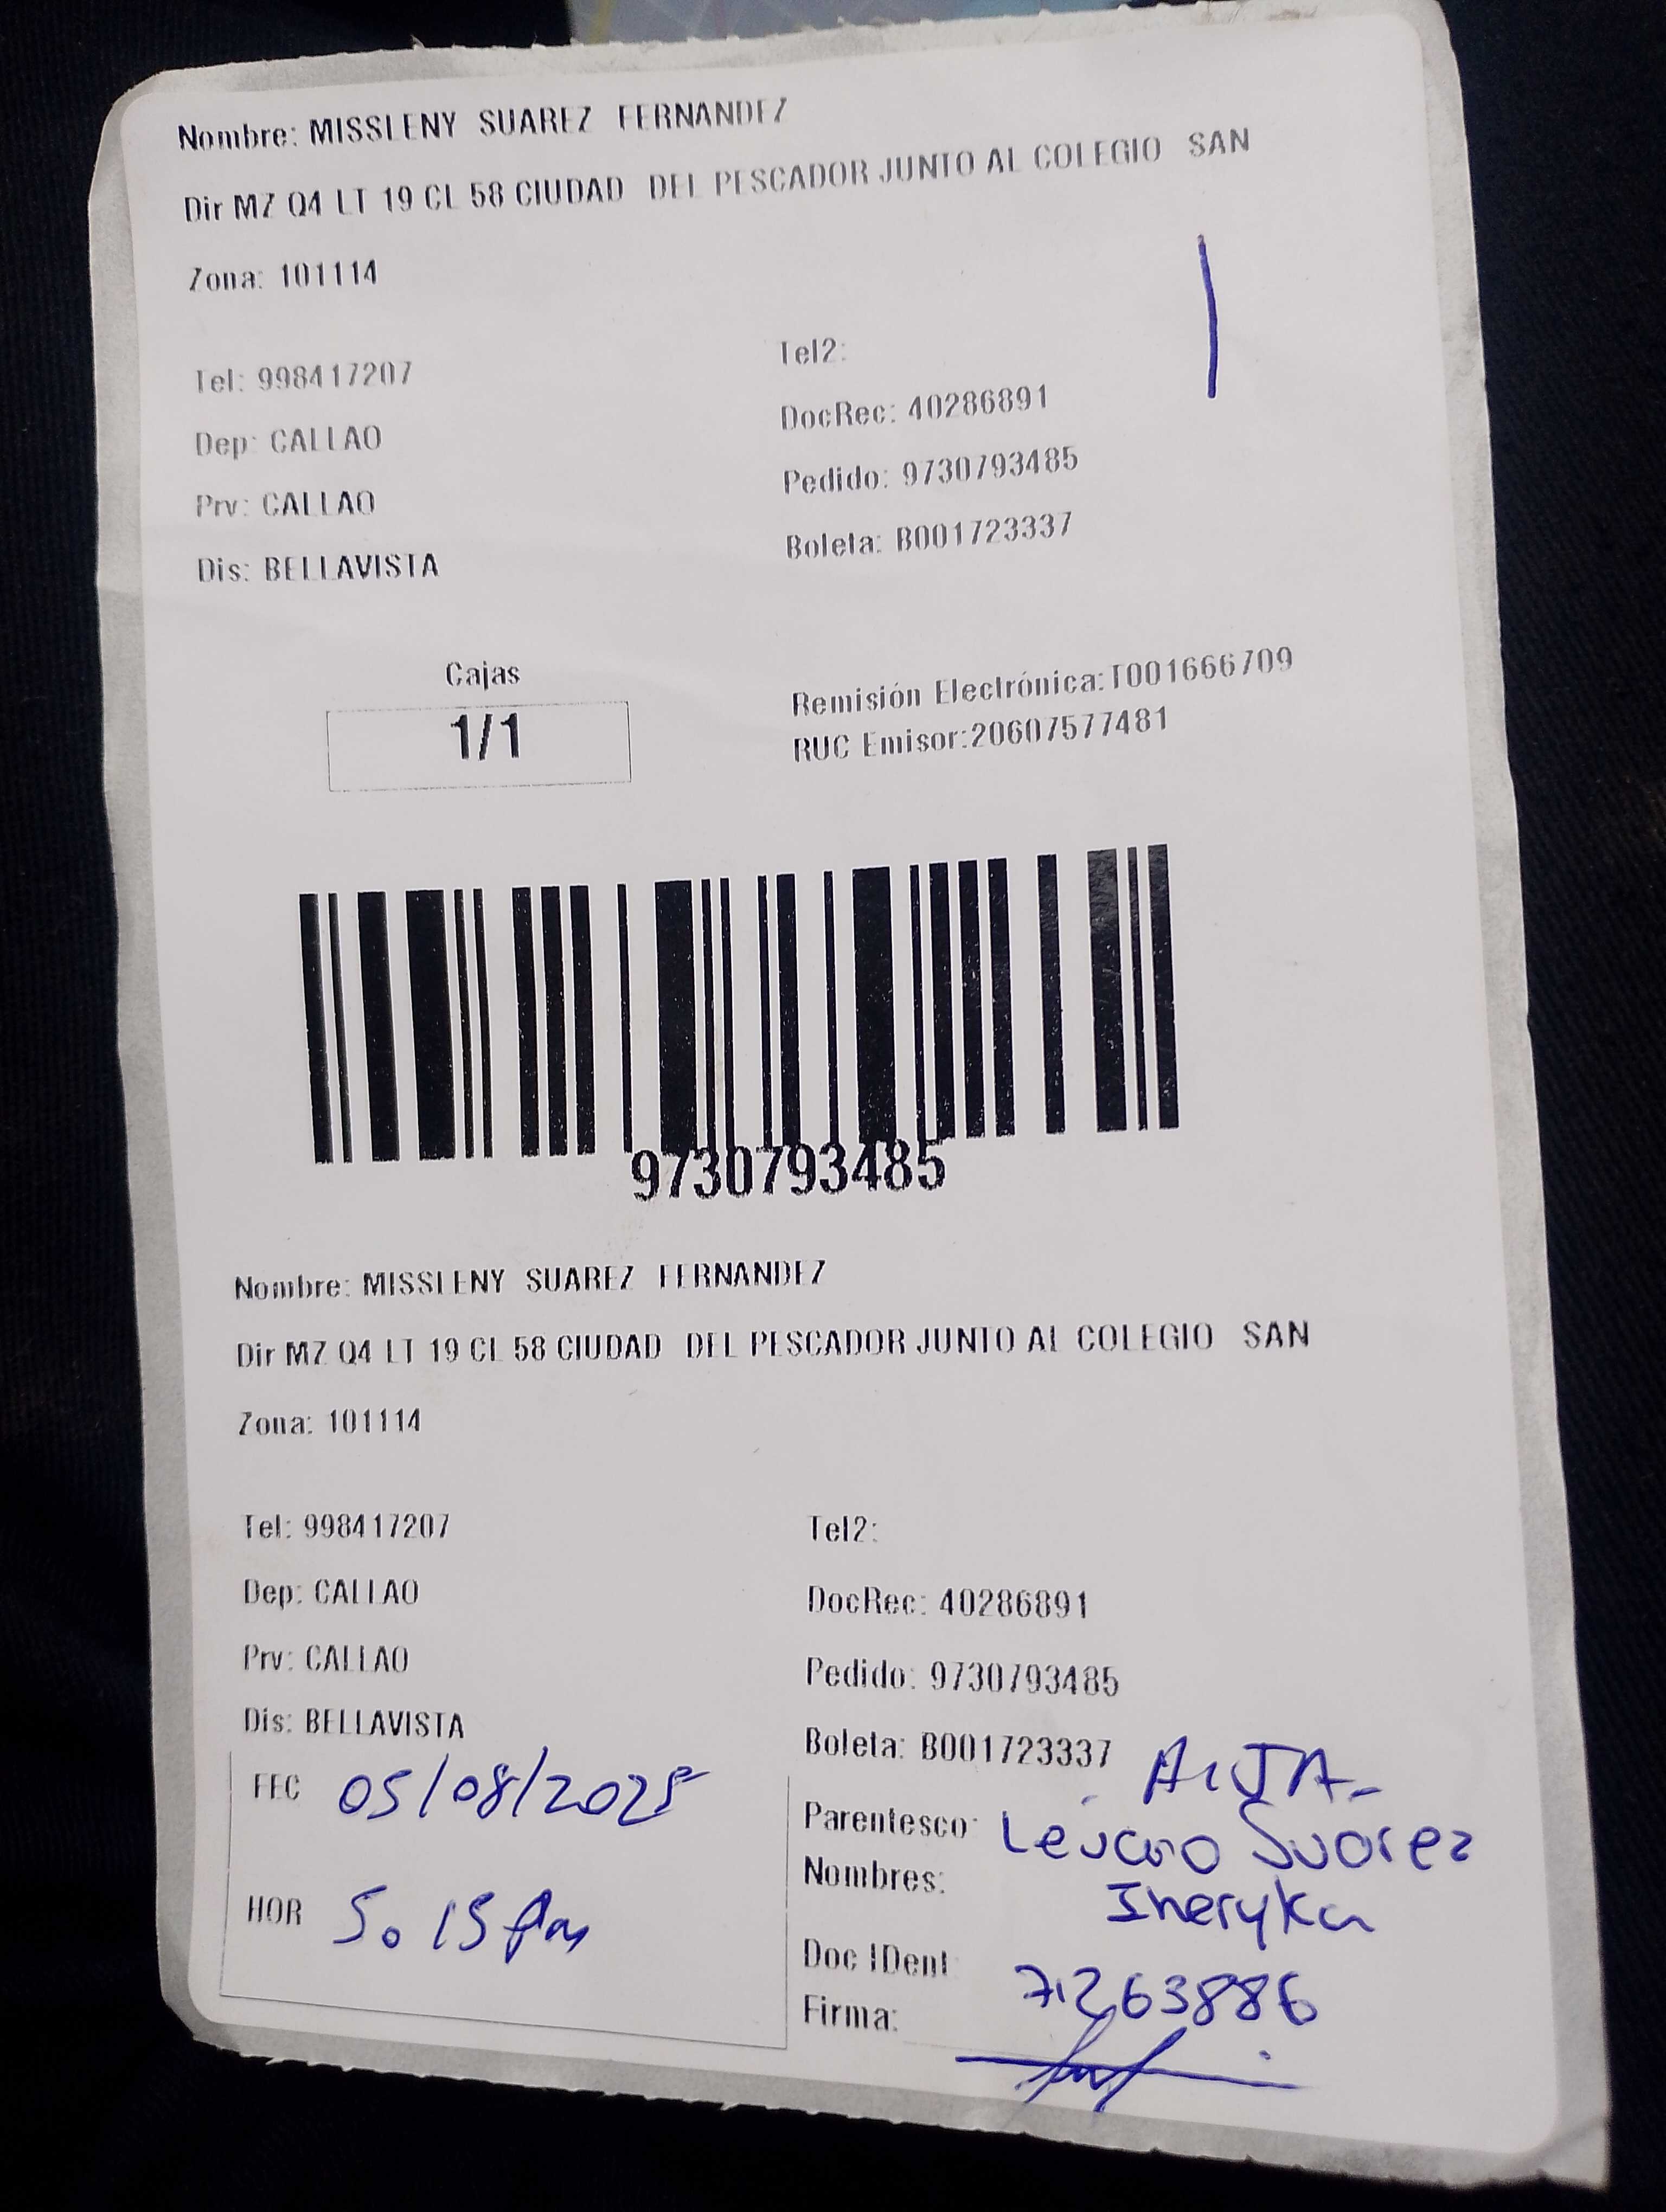 Nombre: MISSLENY SUAREZ FERNANDEZ
Dir MZ Q4 LT 19 CL 58 CIUDAD DEL PESCADOR JUNTO AL COLEGIO SAN
Zona: 101114
Tel: 998417207
Tel2:
Dep: CALLAO
DocRec: 40286891
Prv: CALLAO
Pedido: 9730793485
Dis: BELLAVISTA
Boleta: B001723337
Cajas
1/1
Remisión Electrónica:T001666709
RUC Emisor:20607577481
9730793485
Nombre: MISSLENY SUAREZ FERNANDEZ
Dir MZ Q4 LT 19 CL 58 CIUDAD DEL PESCADOR JUNTO AL COLEGIO SAN
Zona: 101114
Tel: 998417207
Tel2:
Dep: CALLAO
DocRec: 40286891
Prv: CALLAO
Pedido: 9730793485
Dis: BELLAVISTA
Boleta: B001723337
FEC 05/08/2025
HOR 5.15 pm
Parentesco:
Nombres: Suarez
Doc IDent 71263886
Firma: